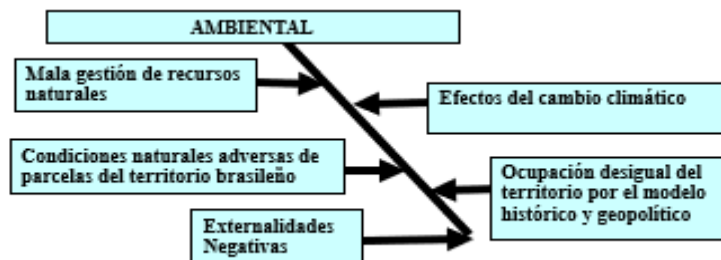 AMBIENTAL
Mala gestión de recursos
naturales
Efectos del cambio climático
Condiciones naturales adversas de
parcelas del territorio brasileño
Ocupación desigual del
territorio por el modelo
histórico y geopolítico
Externalidades
Negativas